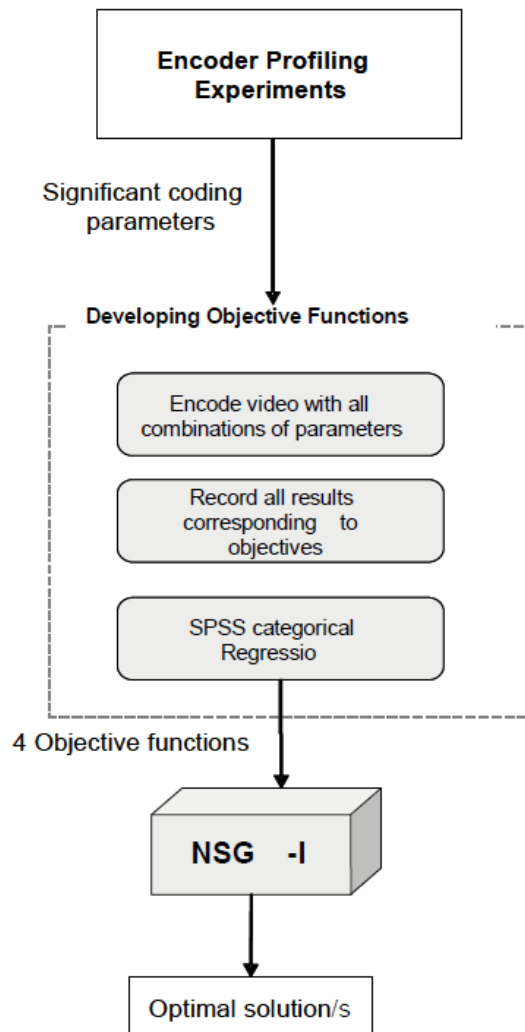 Encoder Profiling
Experiments
Significant coding
parameters
Developing Objective Functions
Encode video with all
combinations of parameters
Record all results
corresponding to
objectives
SPSS categorical
Regressio
4 Objective functions
NSG -I
Optimal solution/s